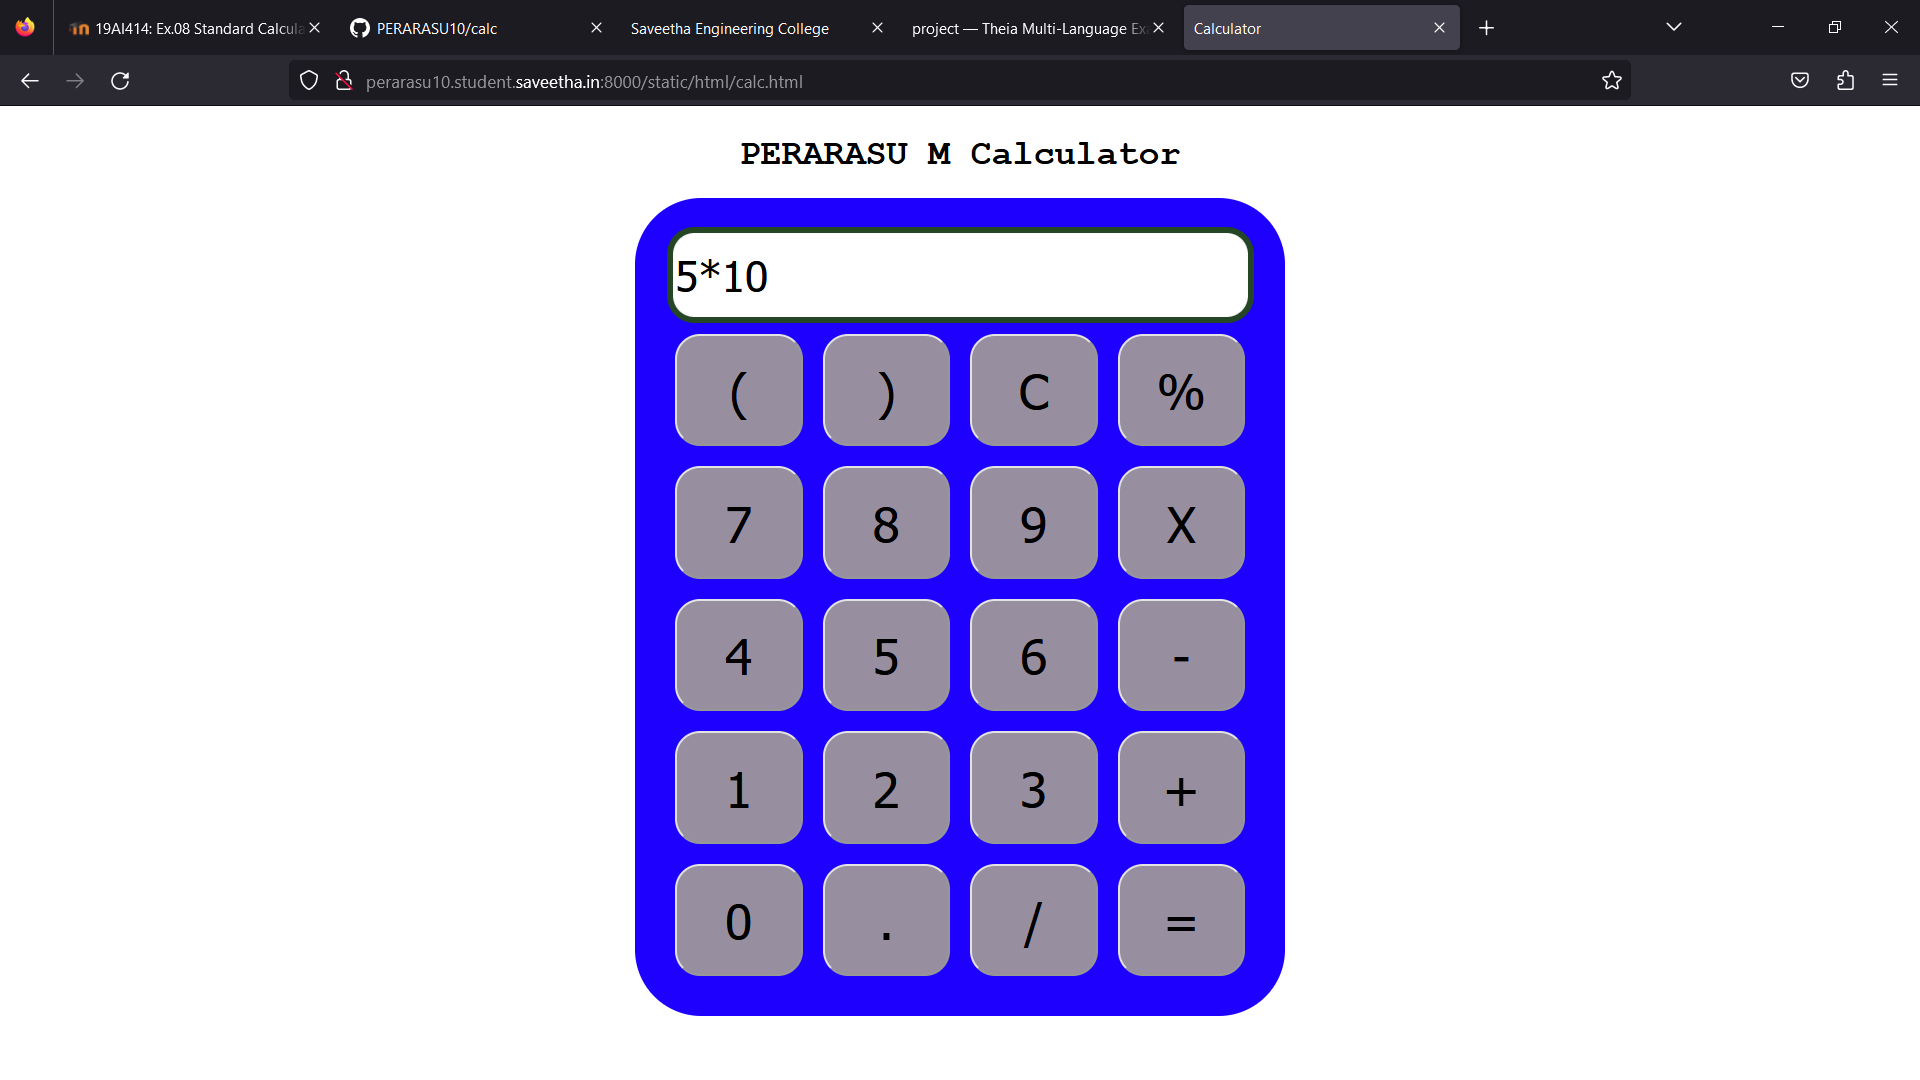 19AI414: Ex.08 Standard Calcula
PERARASU10/calc
Saveetha Engineering College
project — Theia Multi-Language Ex
Calculator
perarasu10.student.saveetha.in:8000/static/html/calc.html
PERARASU M Calculator
5*10
( ) C %
7 8 9 X
4 5 6 -
1 2 3 +
0 . / =